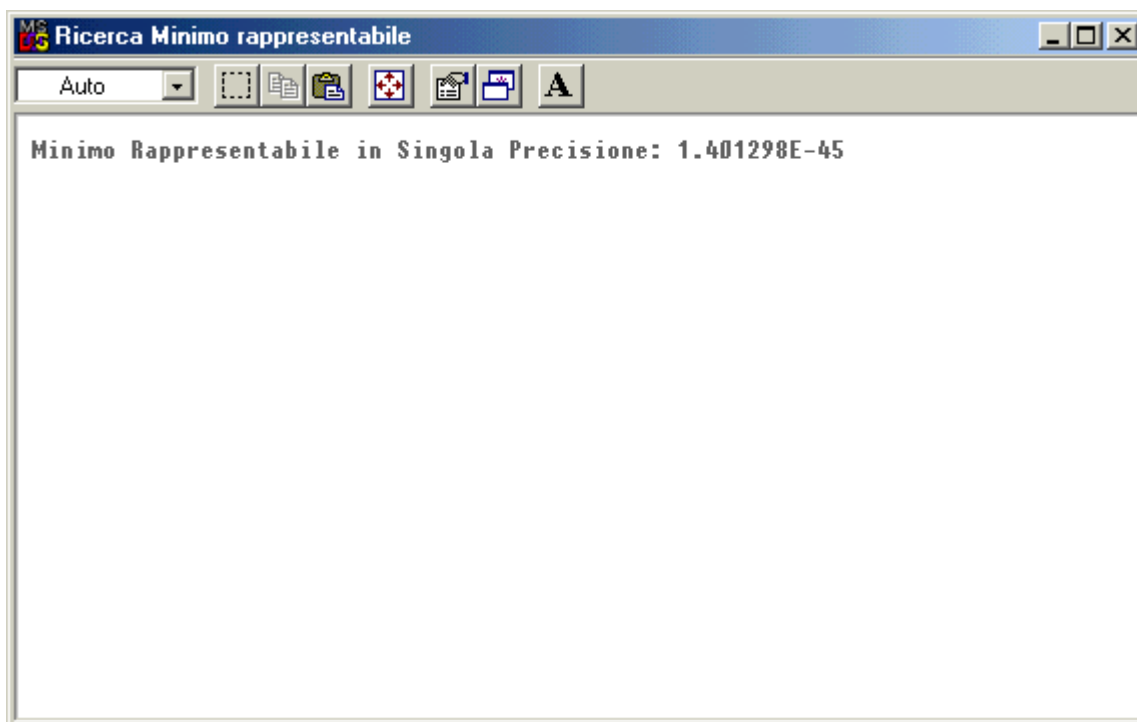 Ricerca Minimo rappresentabile
Auto
A
Minimo Rappresentabile in Singola Precisione: 1.401298E-45